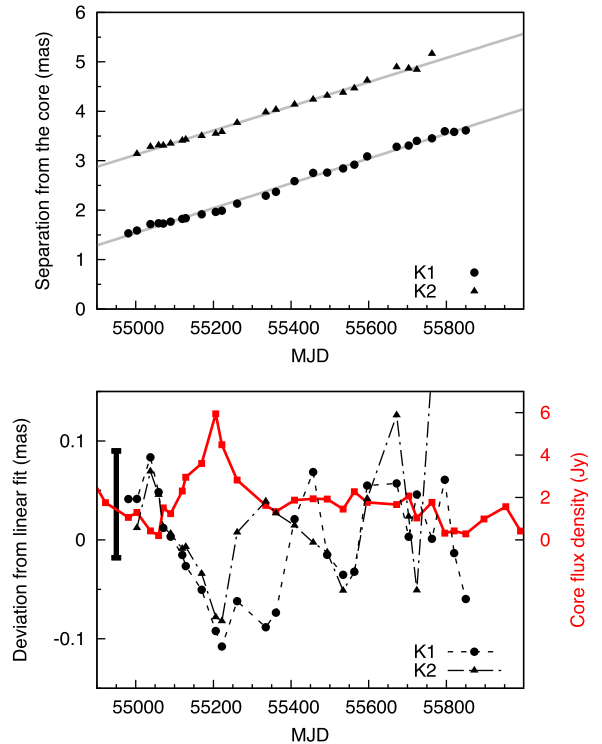 6
5
4
3
2
1
0
Separation from the core (mas)
K1
K2
55000 55200 55400 55600 55800
MJD
0.1
0
-0.1
Deviation from linear fit (mas)
6
4
2
0
Core flux density (Jy)
K1
K2
55000 55200 55400 55600 55800
MJD